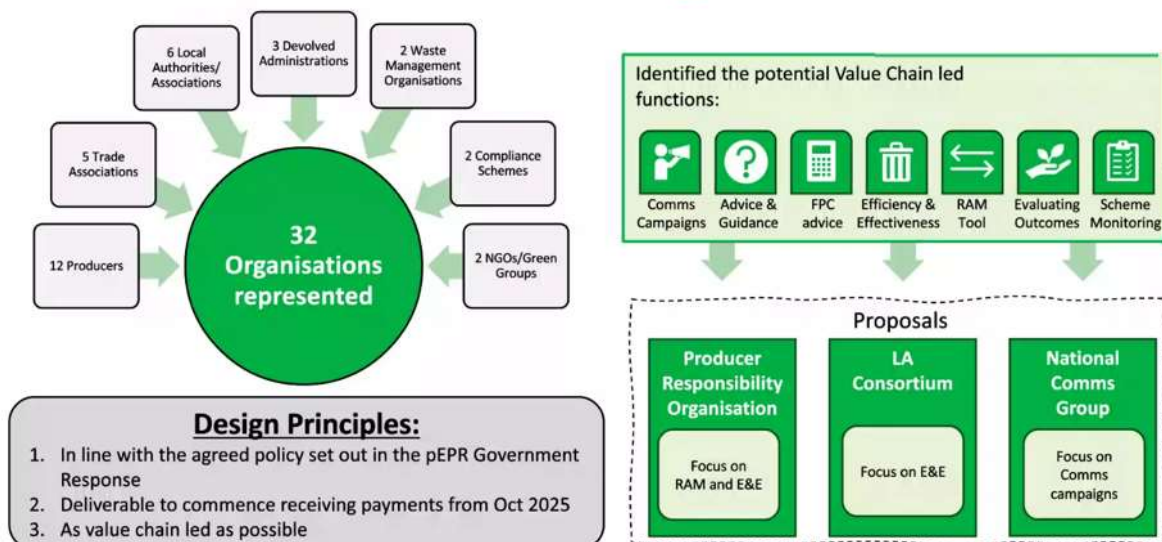 6 Local
Authorities/
Associations
3 Devolved
Administrations
2 Waste
Management
Organisations
5 Trade
Associations
2 Compliance
Schemes
12 Producers
2 NGOs/Green
Groups
32
Organisations
represented
Design Principles:
1. In line with the agreed policy set out in the pEPR Government
Response
2. Deliverable to commence receiving payments from Oct 2025
3. As value chain led as possible
Identified the potential Value Chain led
functions:
Comms
Campaigns
Advice &
Guidance
FPC
advice
Efficiency &
Effectiveness
RAM
Tool
Evaluating
Outcomes
Scheme
Monitoring
Proposals
Producer
Responsibility
Organisation
Focus on
RAM and E&E
LA
Consortium
Focus on E&E
National
Comms
Group
Focus on
Comms
campaigns